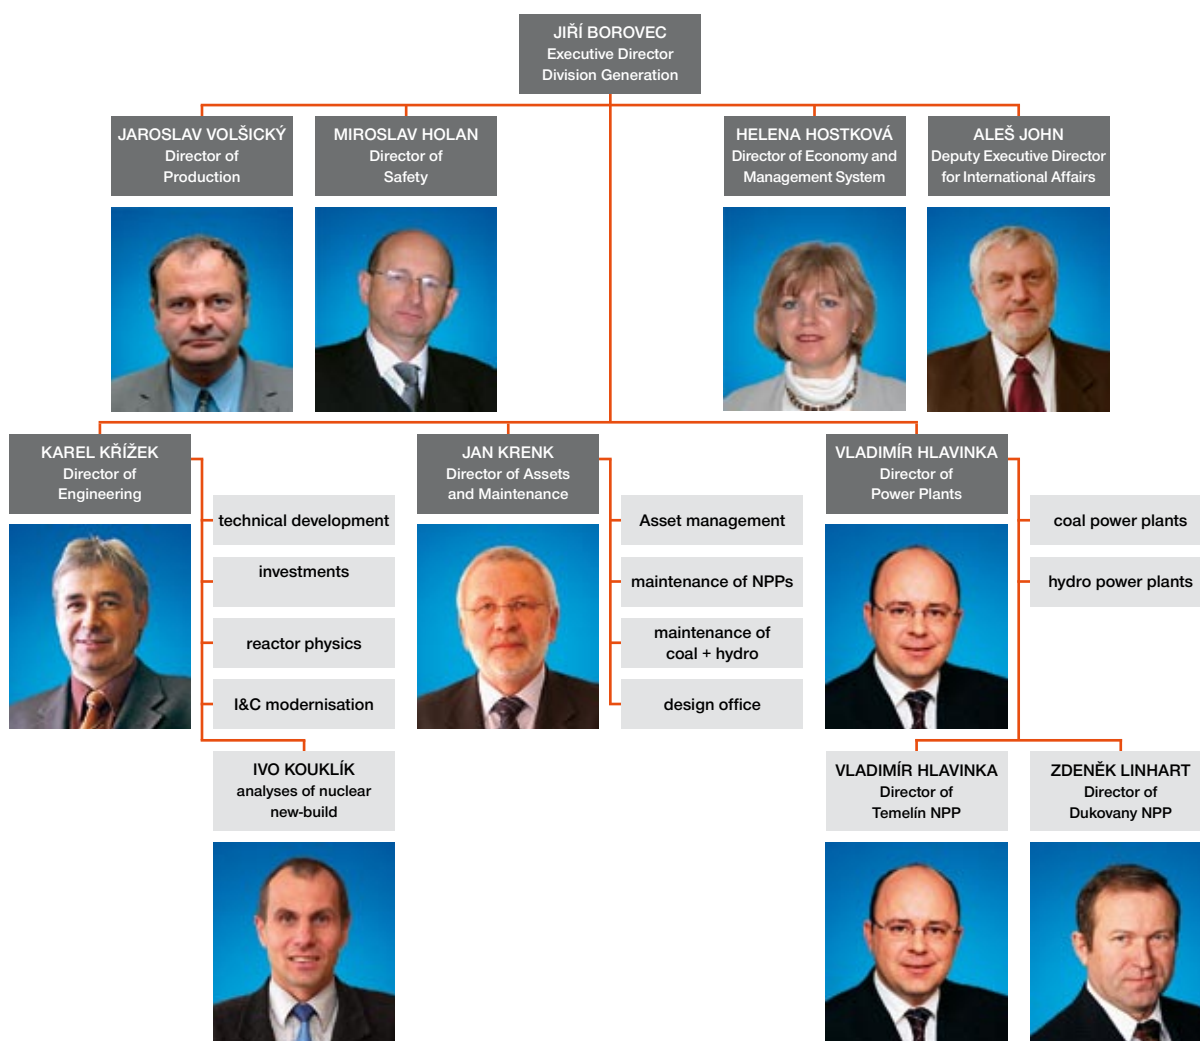 JIŘÍ BOROVEC
Executive Director
Division Generation
JAROSLAV VOLŠICKÝ
Director of
Production
MIROSLAV HOLAN
Director of
Safety
HELENA HOSTKOVÁ
Director of Economy and
Management System
ALEŠ JOHN
Deputy Executive Director
for International Affairs
KAREL KŘÍŽEK
Director of
Engineering
technical development
investments
reactor physics
I&C modernisation
JAN KRENK
Director of Assets
and Maintenance
Asset management
maintenance of NPPs
maintenance of
coal + hydro
design office
VLADIMÍR HLAVINKA
Director of
Power Plants
coal power plants
hydro power plants
IVO KOUKLÍK
analyses of nuclear
new-build
VLADIMÍR HLAVINKA
Director of
Temelín NPP
ZDENĚK LINHART
Director of
Dukovany NPP